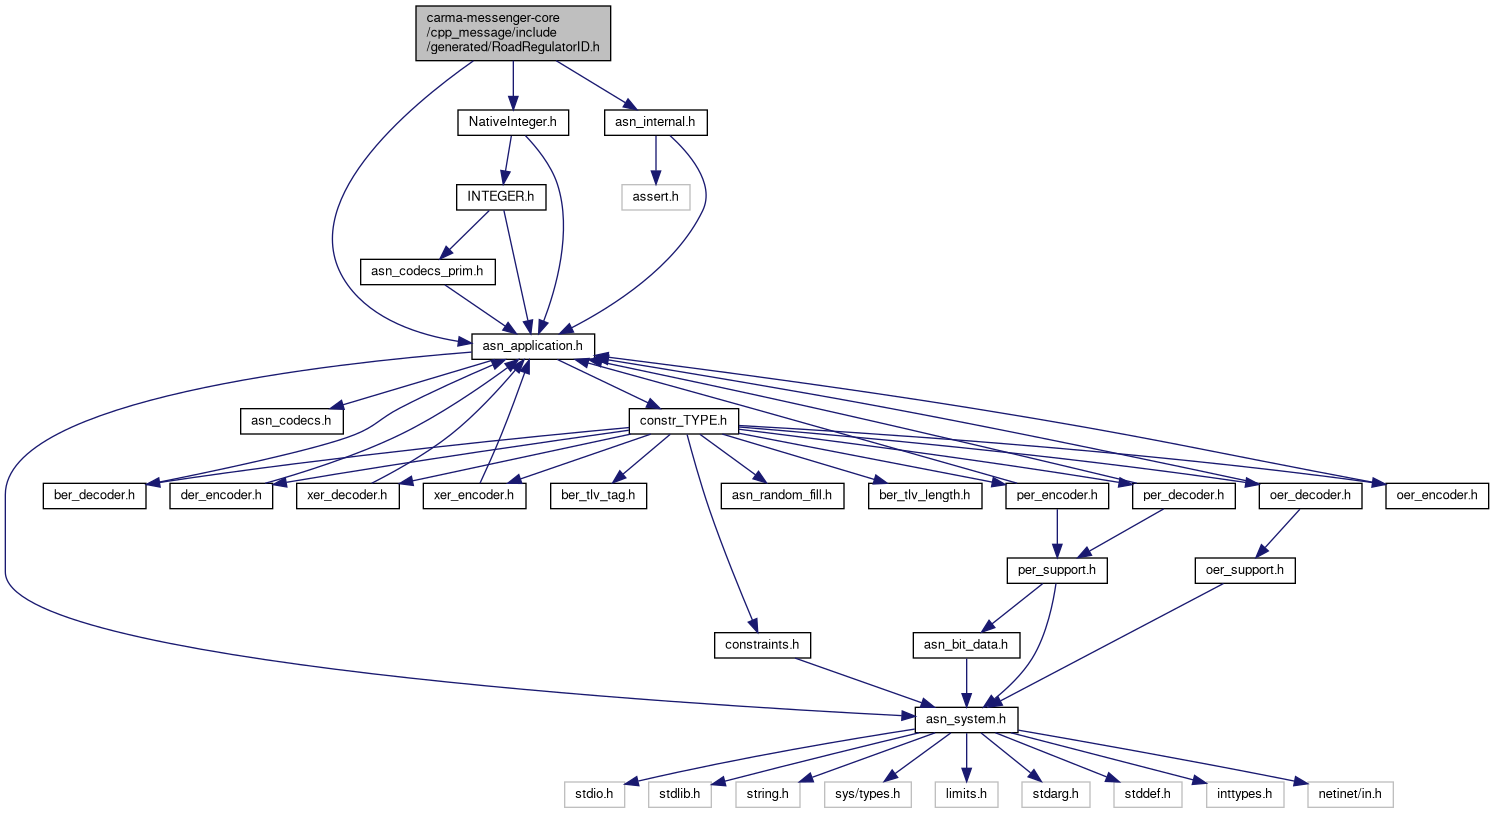 carma-messenger-core
/cpp_message/include
/generated/RoadRegulatorID.h
NativeInteger.h
asn_internal.h
INTEGER.h
assert.h
asn_codecs_prim.h
asn_application.h
asn_codecs.h
constr_TYPE.h
ber_decoder.h
der_encoder.h
xer_decoder.h
xer_encoder.h
ber_tlv_tag.h
asn_random_fill.h
ber_tlv_length.h
per_encoder.h
per_decoder.h
oer_decoder.h
oer_encoder.h
per_support.h
oer_support.h
constraints.h
asn_bit_data.h
asn_system.h
stdio.h
stdlib.h
string.h
sys/types.h
limits.h
stdarg.h
stddef.h
inttypes.h
netinet/in.h